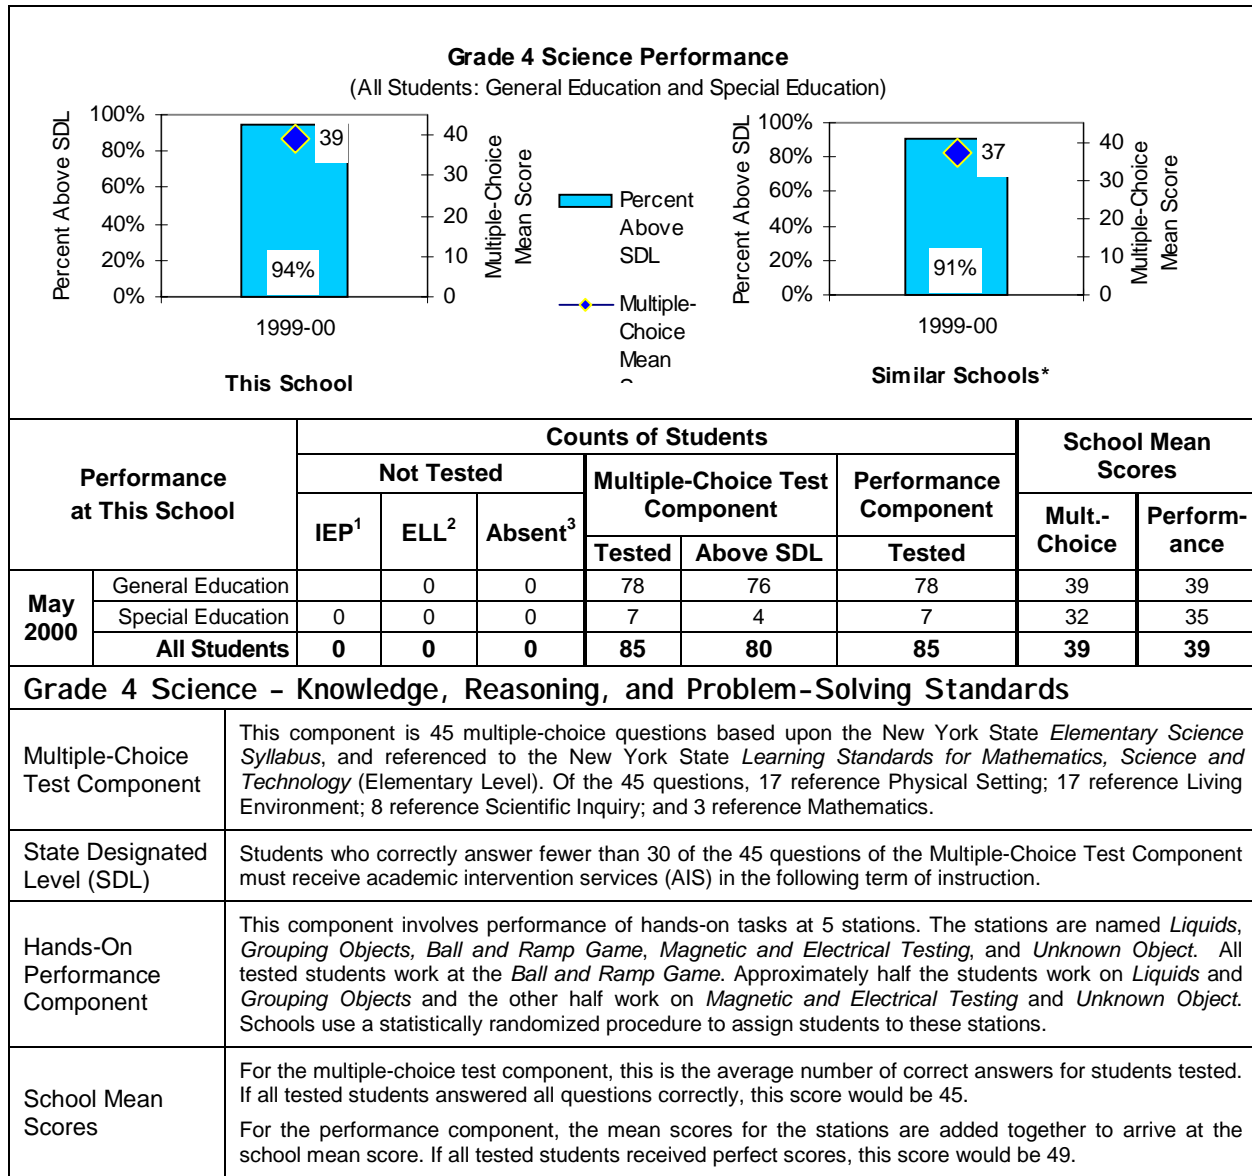 Grade 4 Science Performance
(All Students: General Education and Special Education)
Percent Above SDL
100%
80%
60%
40%
20%
0%
39
94%
40
30
20
10
0
Multiple-Choice
Mean Score
1999-00
This School
Percent
Above
SDL
Multiple-
Choice
Mean
Percent Above SDL
100%
80%
60%
40%
20%
0%
37
91%
40
30
20
10
0
Multiple-Choice
Mean Score
1999-00
Similar Schools*
Performance
at This School
Counts of Students
School Mean
Scores
Not Tested
Multiple-Choice Test
Component
Performance
Component
IEP1 ELL2 Absent3
Tested Above SDL Tested
Mult.-
Choice
Perform-
ance
May
2000
General Education 0 0 78 76 78 39 39
Special Education 0 0 0 7 4 7 32 35
All Students 0 0 0 85 80 85 39 39
Grade 4 Science – Knowledge, Reasoning, and Problem-Solving Standards
Multiple-Choice
Test Component
This component is 45 multiple-choice questions based upon the New York State Elementary Science
Syllabus, and referenced to the New York State Learning Standards for Mathematics, Science and
Technology (Elementary Level). Of the 45 questions, 17 reference Physical Setting; 17 reference Living
Environment; 8 reference Scientific Inquiry; and 3 reference Mathematics.
State Designated
Level (SDL)
Students who correctly answer fewer than 30 of the 45 questions of the Multiple-Choice Test Component
must receive academic intervention services (AIS) in the following term of instruction.
Hands-On
Performance
Component
This component involves performance of hands-on tasks at 5 stations. The stations are named Liquids,
Grouping Objects, Ball and Ramp Game, Magnetic and Electrical Testing, and Unknown Object. All
tested students work at the Ball and Ramp Game. Approximately half the students work on Liquids and
Grouping Objects and the other half work on Magnetic and Electrical Testing and Unknown Object.
Schools use a statistically randomized procedure to assign students to these stations.
School Mean
Scores
For the multiple-choice test component, this is the average number of correct answers for students tested.
If all tested students answered all questions correctly, this score would be 45.
For the performance component, the mean scores for the stations are added together to arrive at the
school mean score. If all tested students received perfect scores, this score would be 49.